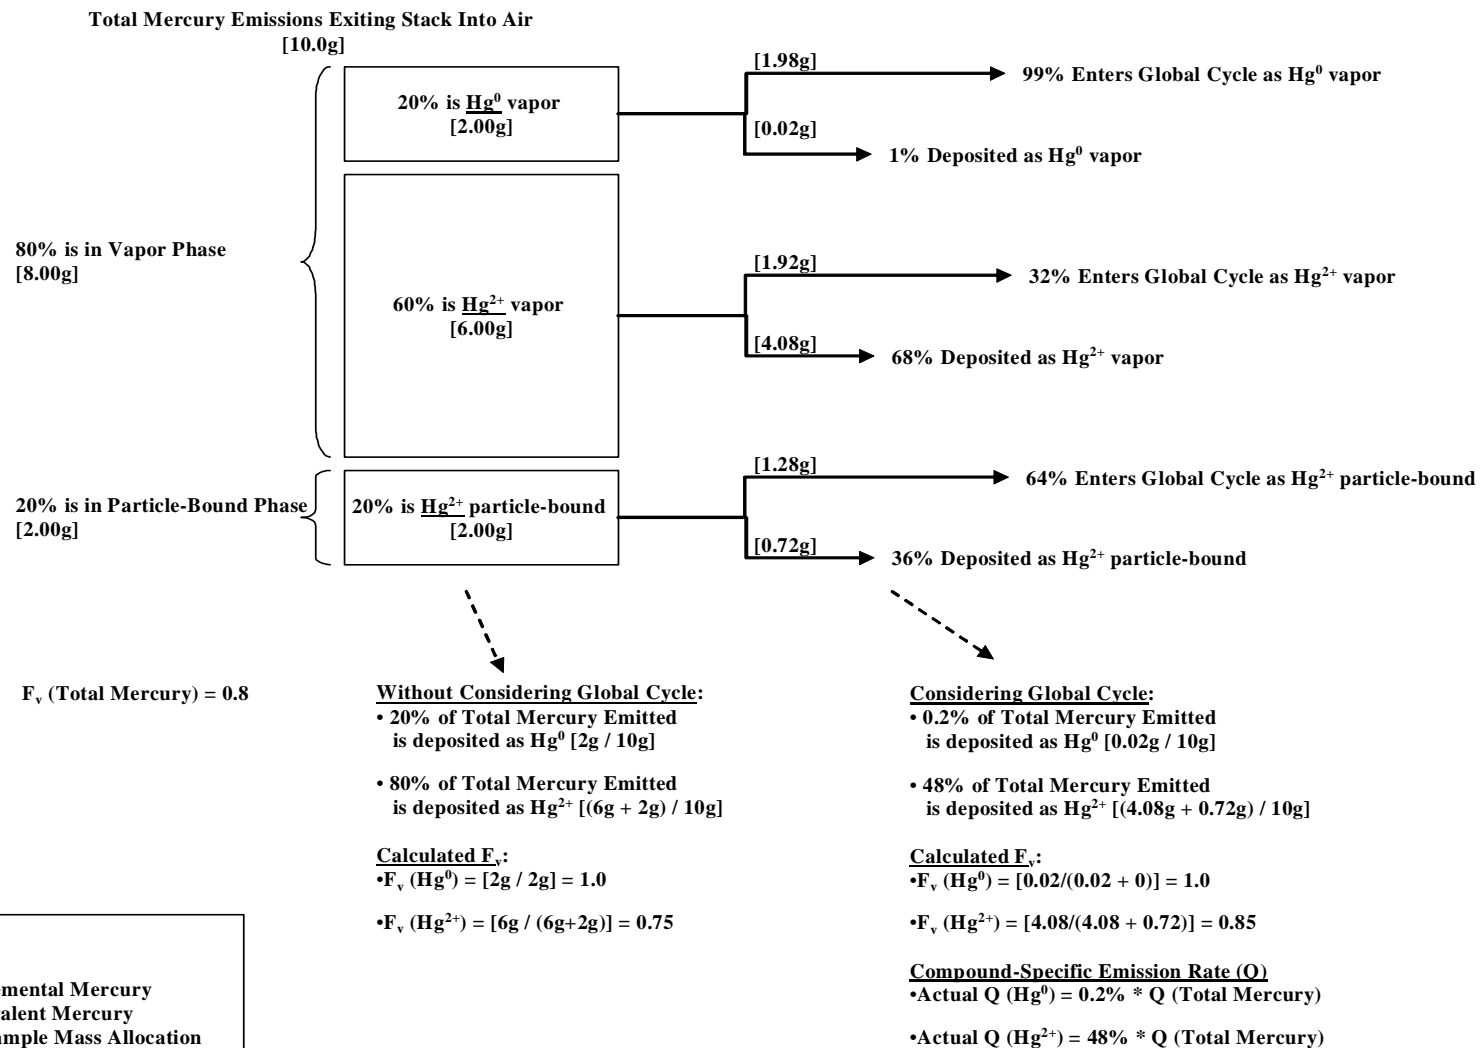 Total Mercury Emissions Exiting Stack Into Air
[10.0g]
80% is in Vapor Phase
[8.00g]
20% is Hg⁰ vapor
[2.00g]
[1.98g]
99% Enters Global Cycle as Hg⁰ vapor
[0.02g]
1% Deposited as Hg⁰ vapor
60% is Hg²⁺ vapor
[6.00g]
[1.92g]
32% Enters Global Cycle as Hg²⁺ vapor
[4.08g]
68% Deposited as Hg²⁺ vapor
20% is in Particle-Bound Phase
[2.00g]
20% is Hg²⁺ particle-bound
[2.00g]
[1.28g]
64% Enters Global Cycle as Hg²⁺ particle-bound
[0.72g]
36% Deposited as Hg²⁺ particle-bound
Fᵥ (Total Mercury) = 0.8
Without Considering Global Cycle:
• 20% of Total Mercury Emitted
is deposited as Hg⁰ [2g / 10g]
• 80% of Total Mercury Emitted
is deposited as Hg²⁺ [(6g + 2g) / 10g]
Calculated Fᵥ:
•Fᵥ (Hg⁰) = [2g / 2g] = 1.0
•Fᵥ (Hg²⁺) = [6g / (6g+2g)] = 0.75
Considering Global Cycle:
• 0.2% of Total Mercury Emitted
is deposited as Hg⁰ [0.02g / 10g]
• 48% of Total Mercury Emitted
is deposited as Hg²⁺ [(4.08g + 0.72g) / 10g]
Calculated Fᵥ:
•Fᵥ (Hg⁰) = [0.02/(0.02 + 0)] = 1.0
•Fᵥ (Hg²⁺) = [4.08/(4.08 + 0.72)] = 0.85
Compound-Specific Emission Rate (Q)
•Actual Q (Hg⁰) = 0.2% * Q (Total Mercury)
•Actual Q (Hg²⁺) = 48% * Q (Total Mercury)
Mercury
Mercury
Mass Allocation